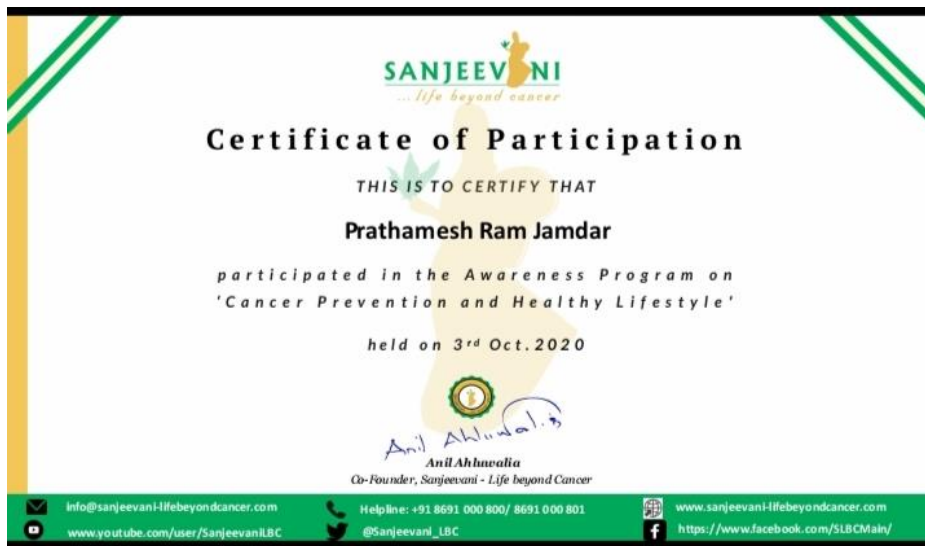 SANJEEVANI
...life beyond cancer
Certificate of Participation
THIS IS TO CERTIFY THAT
Prathamesh Ram Jamdar
participated in the Awareness Program on
'Cancer Prevention and Healthy Lifestyle'
held on 3rd Oct.2020
Anil Ahluwalia
Anil Ahluwalia
Co-Founder, Sanjeevani - Life beyond Cancer
info@sanjeevani-lifebeyondcancer.com Helpline: +91 8691 000 800/ 8691 000 801 www.sanjeevani-lifebeyondcancer.com
www.youtube.com/user/SanjeevaniLBC @Sanjeevani_LBC https://www.facebook.com/SLBCMain/